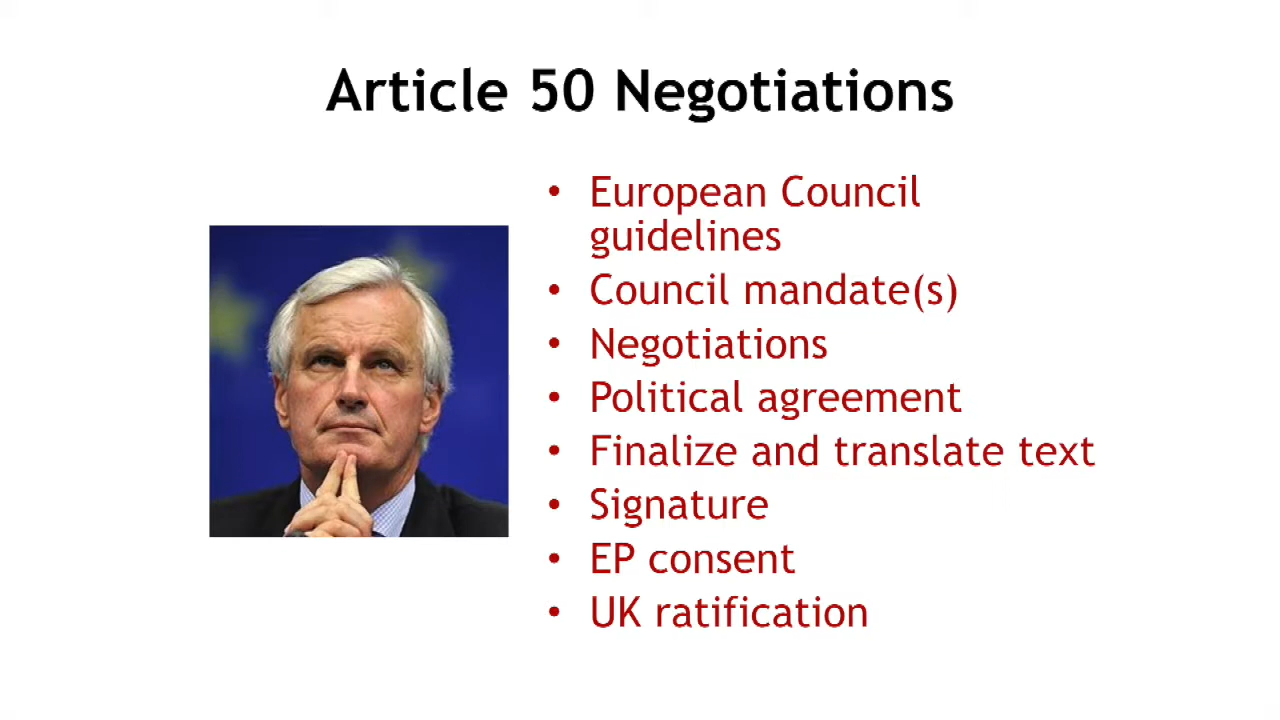 Article 50 Negotiations
• European Council
guidelines
• Council mandate(s)
• Negotiations
• Political agreement
• Finalize and translate text
• Signature
• EP consent
• UK ratification